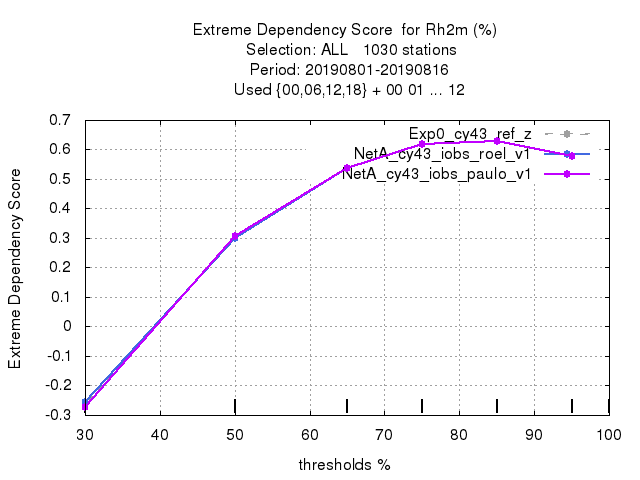 Extreme Dependency Score  for Rh2m (%)
Selection: ALL   1030 stations
Period: 20190801-20190816
Used {00,06,12,18} + 00 01 ... 12
Exp0_cy43_ref_z
NetA_cy43_iobs_roel_v1
NetA_cy43_iobs_paulo_v1
Extreme Dependency Score
0.7
0.6
0.5
0.4
0.3
0.2
0.1
0
-0.1
-0.2
-0.3
30 40 50 60 70 80 90 100
thresholds %